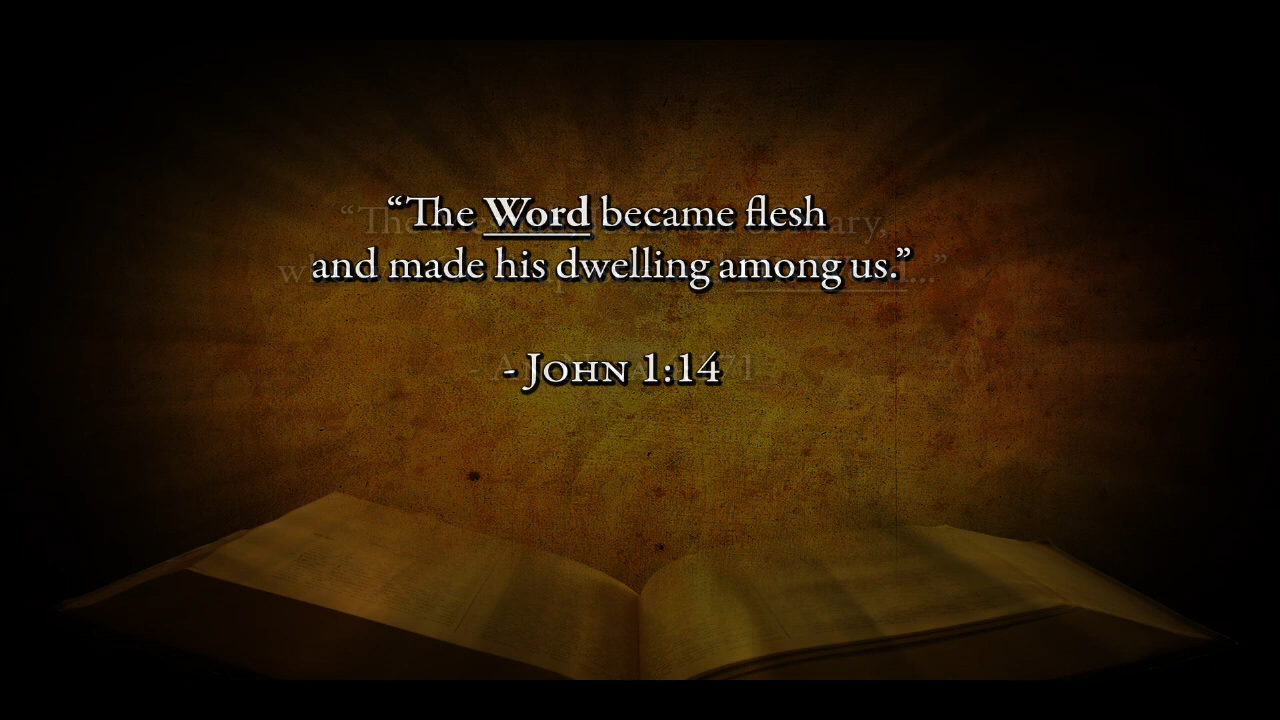 “The Word became flesh
and made his dwelling among us.”
- John 1:14